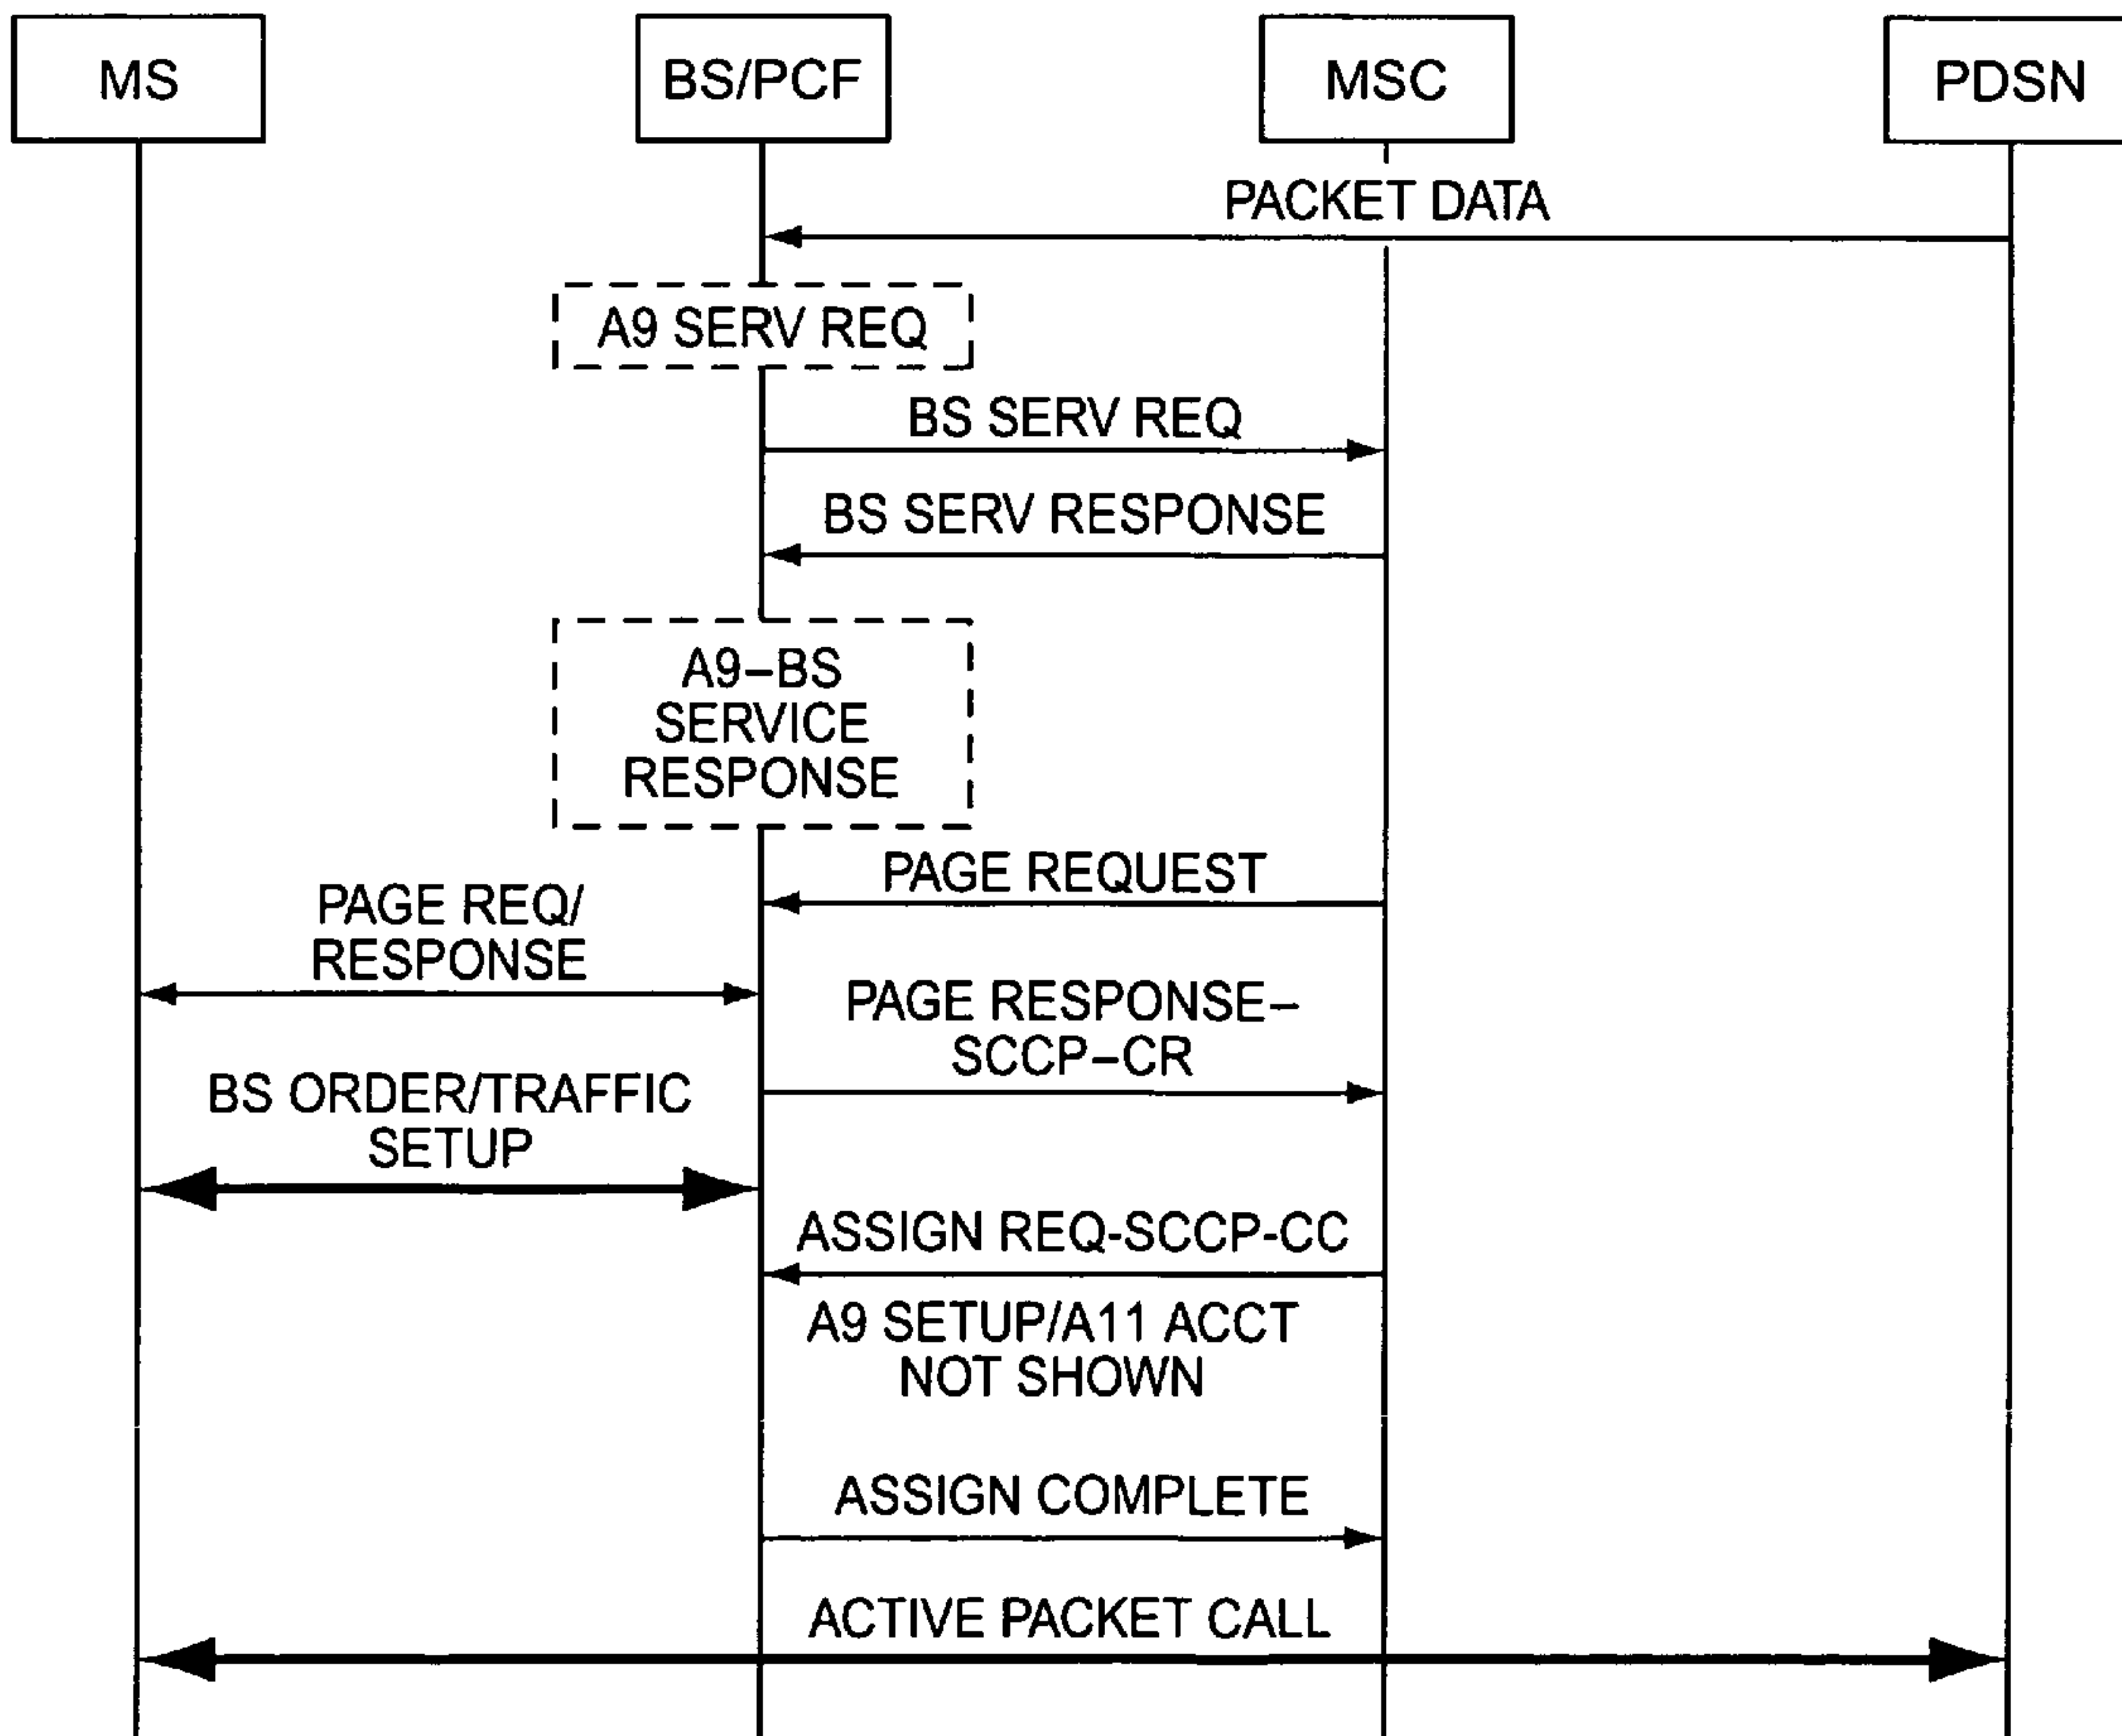 MS
BS/PCF
MSC
PDSN
PACKET DATA
A9 SERV REQ
BS SERV REQ
BS SERV RESPONSE
A9–BS
SERVICE
RESPONSE
PAGE REQUEST
PAGE REQ/
RESPONSE
PAGE RESPONSE–
SCCP–CR
BS ORDER/TRAFFIC
SETUP
ASSIGN REQ-SCCP-CC
A9 SETUP/A11 ACCT
NOT SHOWN
ASSIGN COMPLETE
ACTIVE PACKET CALL